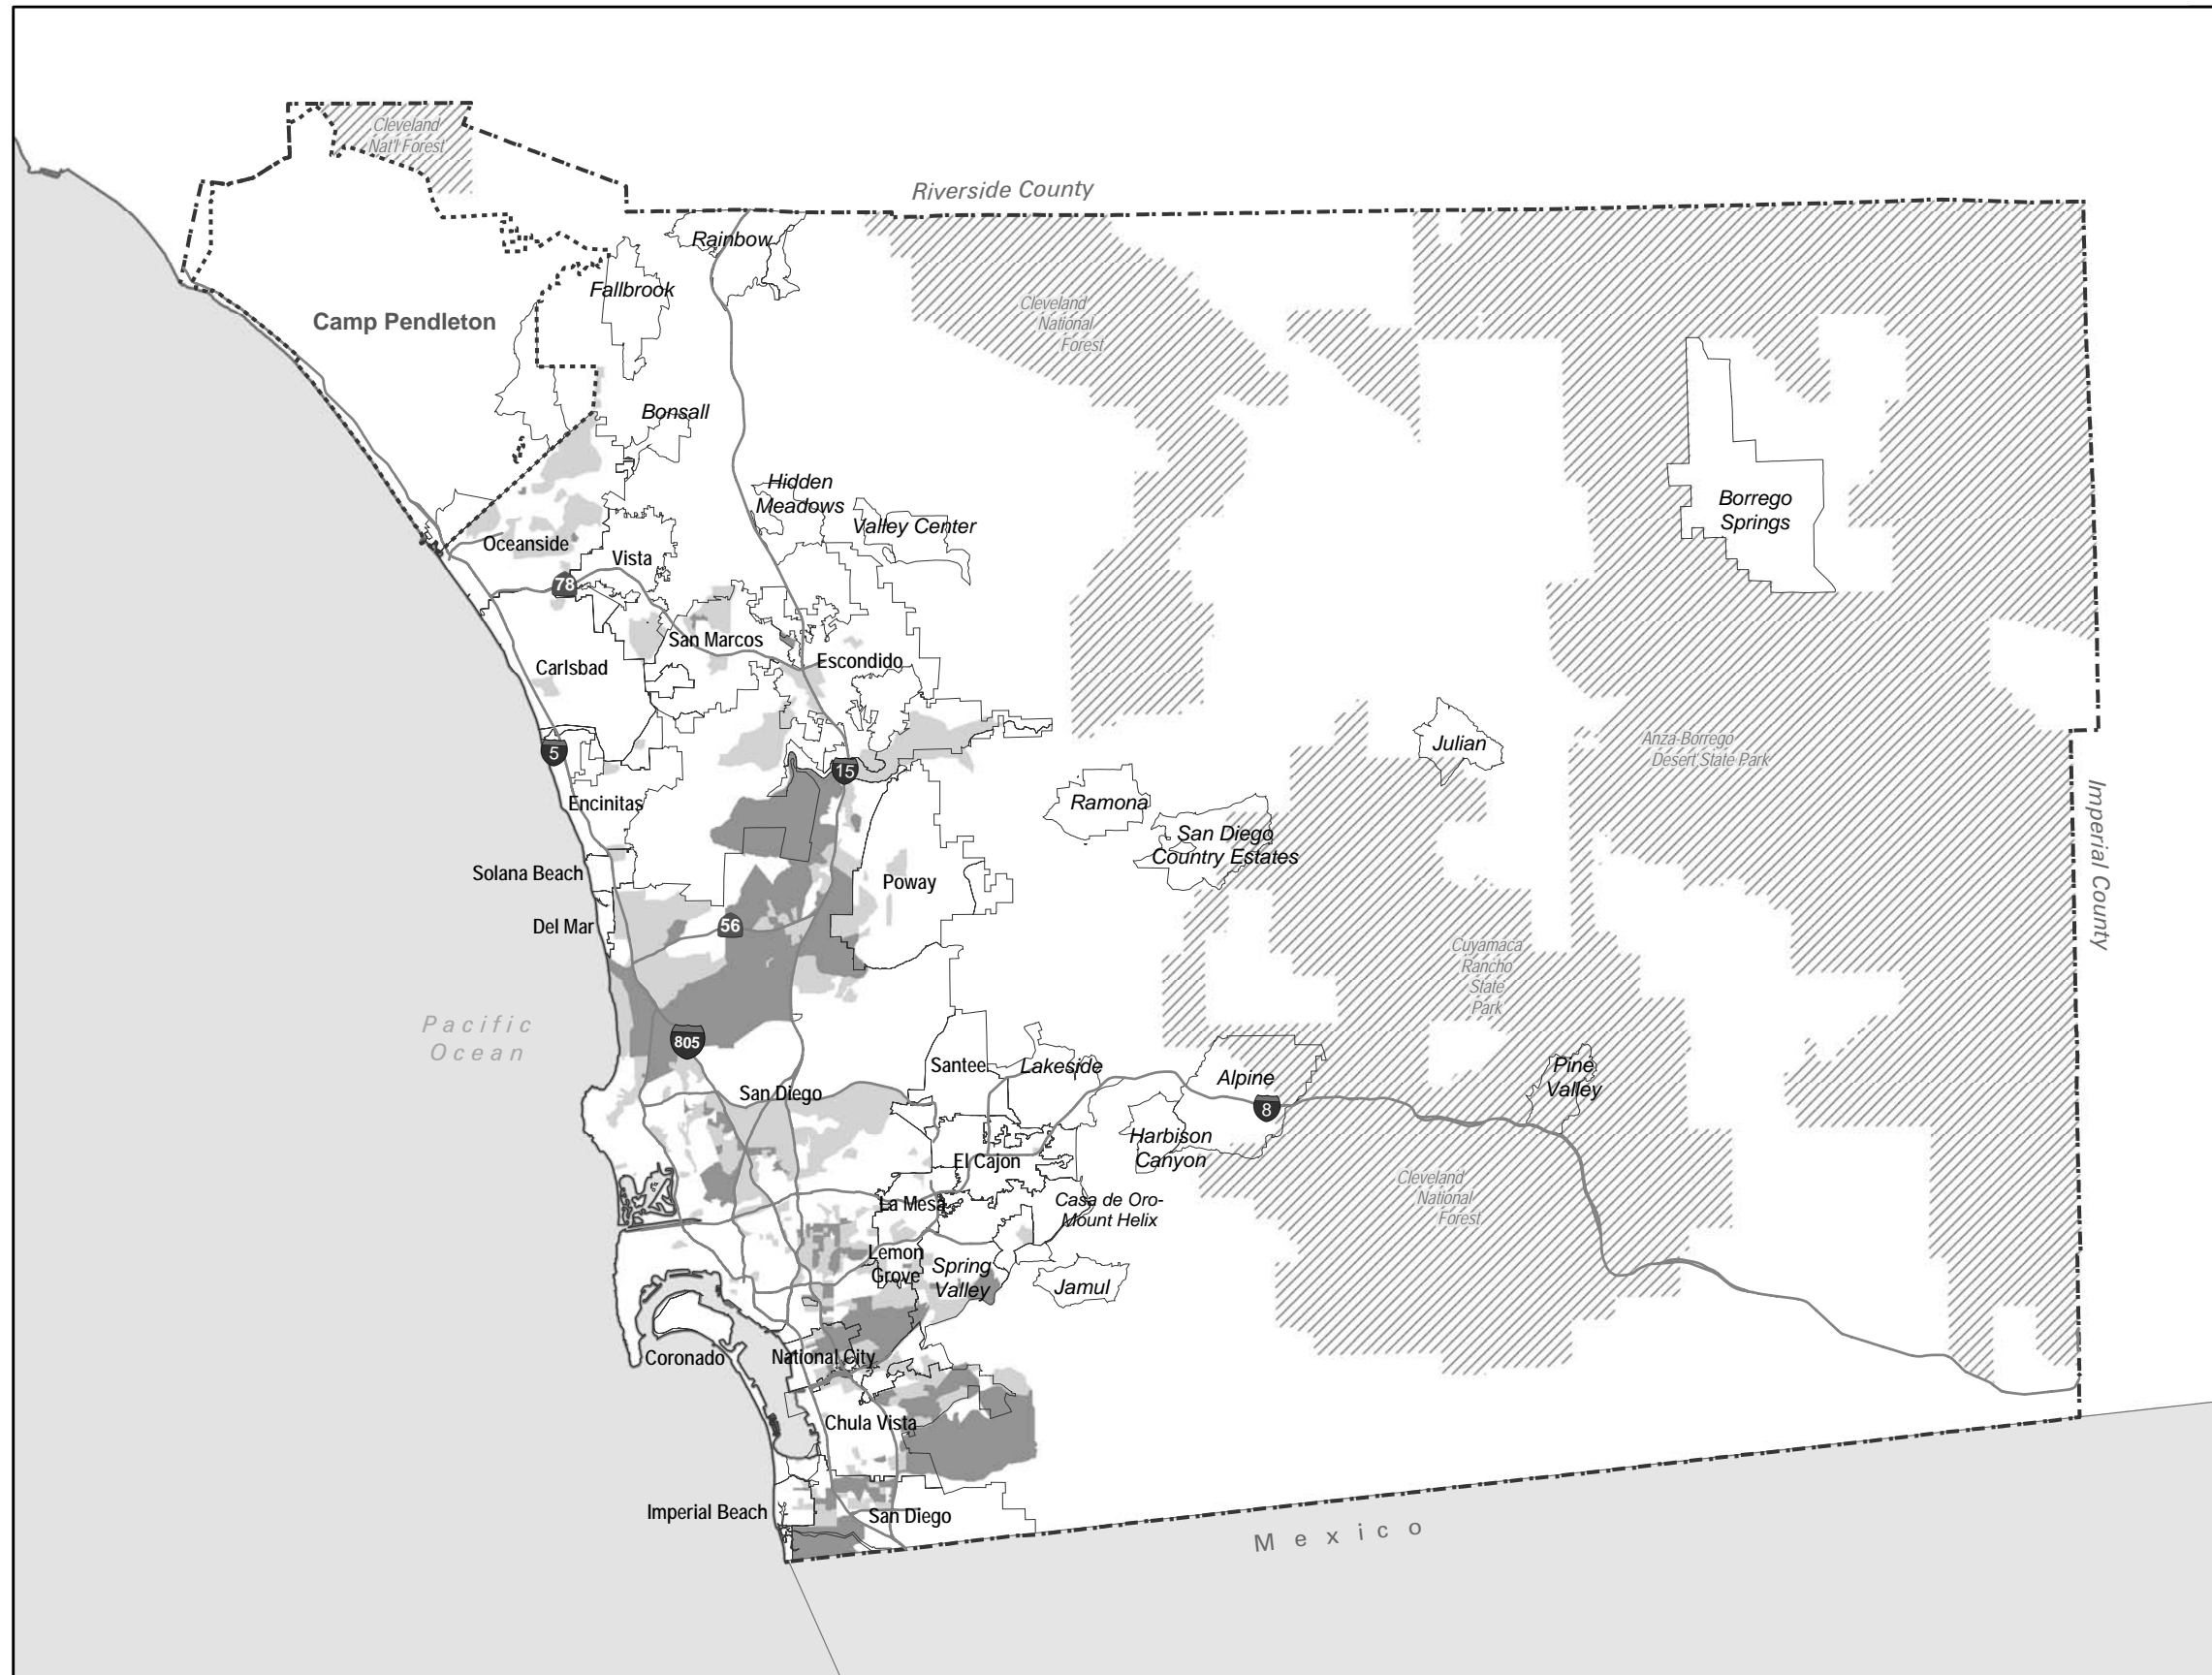 Cleveland
Nat'l Forest
Riverside County
Rainbow
Fallbrook
Cleveland
National
Forest
Camp Pendleton
Bonsall
Hidden
Meadows
Valley Center
Borrego
Springs
Oceanside
Vista
78
San Marcos
Escondido
Carlsbad
5
15
Julian
Anza-Borrego
Desert State Park
Imperial County
Encinitas
Ramona
San Diego
Country Estates
Solana Beach
Poway
Del Mar
56
Cuyamaca
Rancho
State
Park
Pacific
Ocean
805
San Diego
Santee
Lakeside
Alpine
8
Pine
Valley
Harbison
Canyon
El Cajon
La Mesa
Casa de Oro-
Mount Helix
Cleveland
National
Forest
Lemon
Grove
Spring
Valley
Jamul
Coronado
National City
Chula Vista
Imperial Beach
San Diego
Mexico